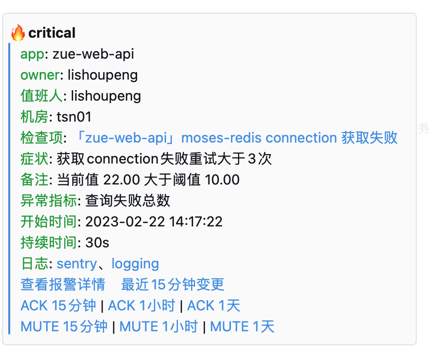 🔥critical
app: zue-web-api
owner: lishoupeng
值班人: lishoupeng
机房: tsn01
检查项: 「zue-web-api」moses-redis connection 获取失败
症状: 获取connection失败重试大于3次
备注: 当前值 22.00 大于阈值 10.00
异常指标: 查询失败总数
开始时间: 2023-02-22 14:17:22
持续时间: 30s
日志: sentry、logging
查看报警详情 最近15分钟变更
ACK 15分钟 | ACK 1小时 | ACK 1天
MUTE 15分钟 | MUTE 1小时 | MUTE 1天